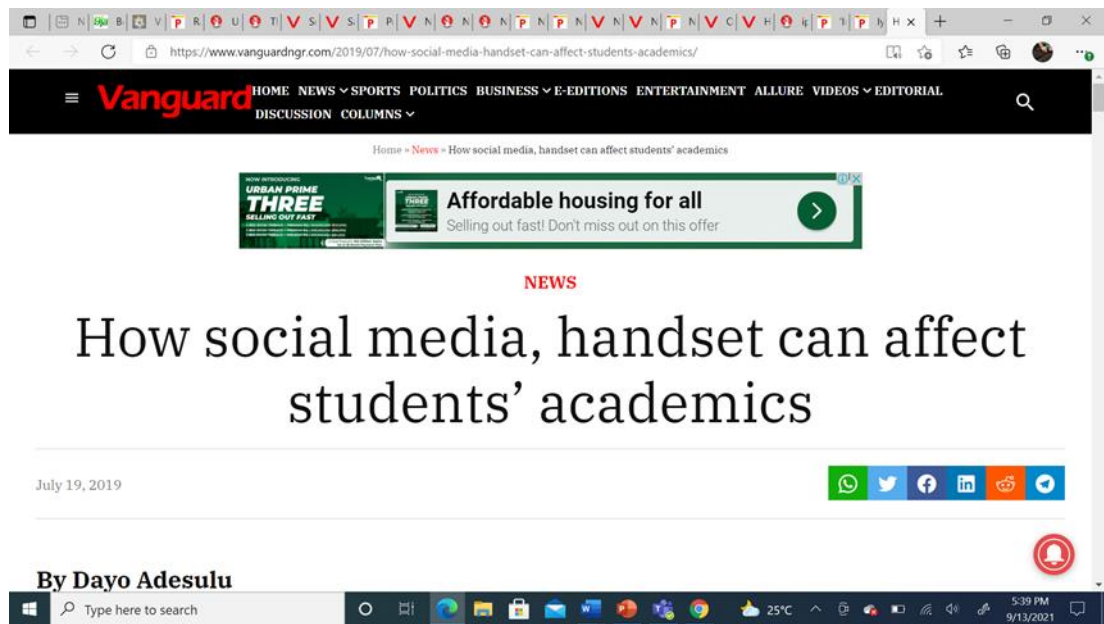 https://www.vanguardngr.com/2019/07/how-social-media-handset-can-affect-students-academics/
Vanguard
HOME NEWS SPORTS POLITICS BUSINESS E-EDITIONS ENTERTAINMENT ALLURE VIDEOS EDITORIAL
DISCUSSION COLUMNS
Home » News » How social media, handset can affect students' academics
NOW INTRODUCING
URBAN PRIME
THREE
SELLING OUT FAST
Affordable housing for all
Selling out fast! Don't miss out on this offer
NEWS
How social media, handset can affect
students’ academics
July 19, 2019
By Dayo Adesulu
Type here to search
25°C
5:39 PM
9/13/2021